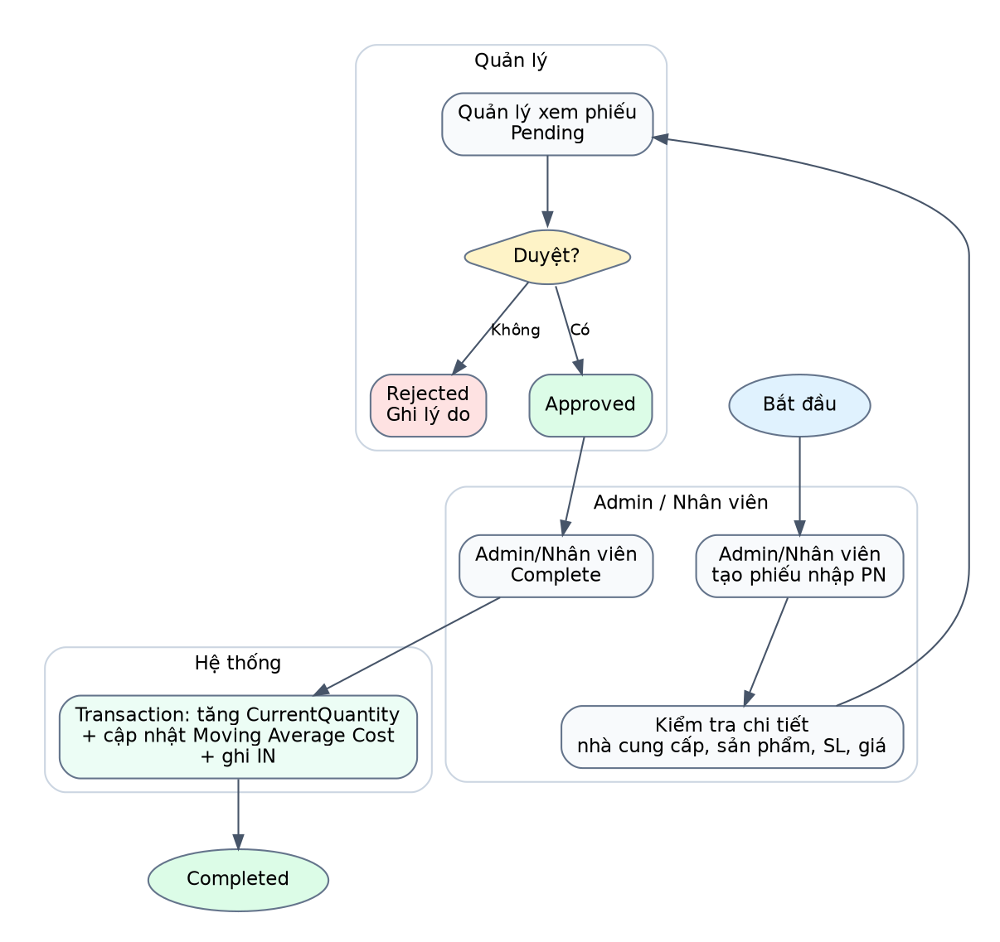 Quản lý
Quản lý xem phiếu
Pending
Duyệt?
Không
Có
Rejected
Ghi lý do
Approved
Bắt đầu
Admin / Nhân viên
Admin/Nhân viên
Complete
Admin/Nhân viên
tạo phiếu nhập PN
Hệ thống
Transaction: tăng CurrentQuantity
+ cập nhật Moving Average Cost
+ ghi IN
Kiểm tra chi tiết
nhà cung cấp, sản phẩm, SL, giá
Completed